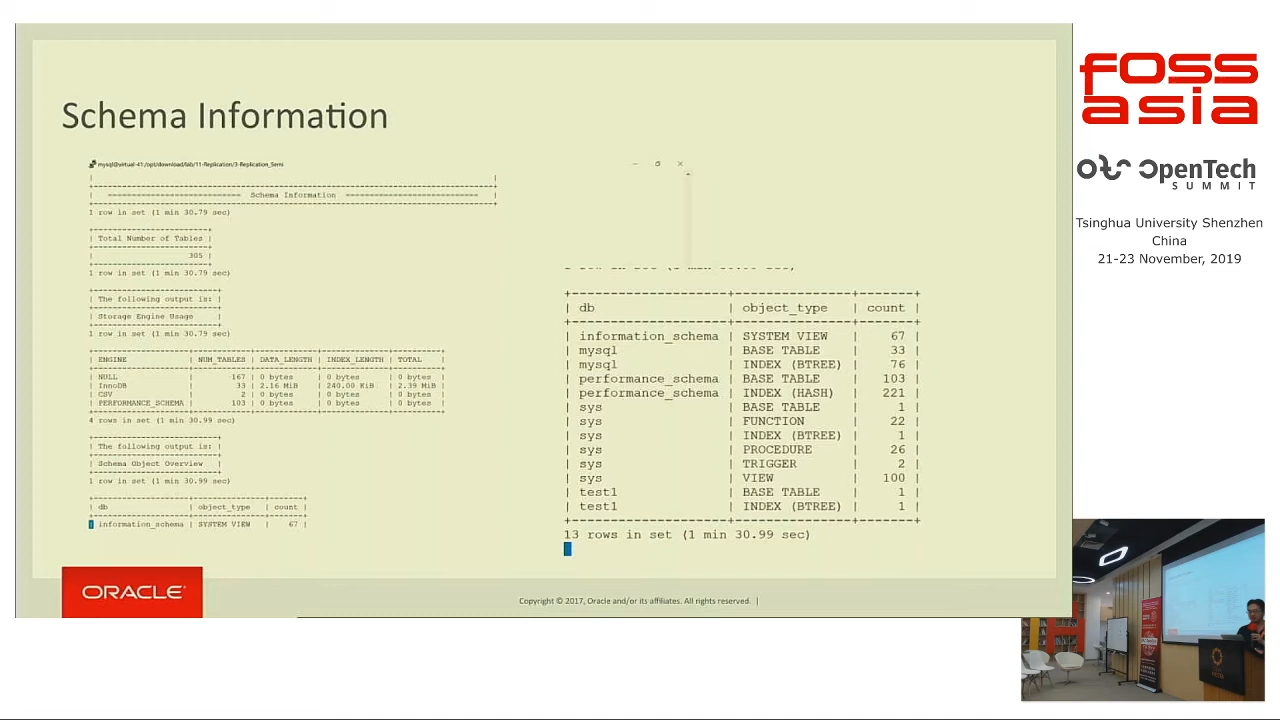 Schema Information
mysql@virtual-41:/opt/download/lab/11-Replication/3-Replication_Semi
| ---------------------------- Schema Information ---------------------------- |
1 row in set (1 min 30.79 sec)
| Total Number of Tables |
| 305 |
1 row in set (1 min 30.79 sec)
| The following output is: |
| Storage Engine Usage |
1 row in set (1 min 30.79 sec)
| ENGINE | NUM_TABLES | DATA_LENGTH | INDEX_LENGTH | TOTAL |
| NULL | 167 | 0 bytes | 0 bytes | 0 bytes |
| InnoDB | 33 | 2.16 MiB | 240.00 KiB | 2.39 MiB |
| CSV | 2 | 0 bytes | 0 bytes | 0 bytes |
| PERFORMANCE_SCHEMA | 103 | 0 bytes | 0 bytes | 0 bytes |
4 rows in set (1 min 30.99 sec)
| The following output is: |
| Schema Object Overview |
1 row in set (1 min 30.99 sec)
| db | object_type | count |
| information_schema | SYSTEM VIEW | 67 |
| db | object_type | count |
| information_schema | SYSTEM VIEW | 67 |
| mysql | BASE TABLE | 33 |
| mysql | INDEX (BTREE) | 76 |
| performance_schema | BASE TABLE | 103 |
| performance_schema | INDEX (HASH) | 221 |
| sys | BASE TABLE | 1 |
| sys | FUNCTION | 22 |
| sys | INDEX (BTREE) | 1 |
| sys | PROCEDURE | 26 |
| sys | TRIGGER | 2 |
| sys | VIEW | 100 |
| test1 | BASE TABLE | 1 |
| test1 | INDEX (BTREE) | 1 |
13 rows in set (1 min 30.99 sec)
ORACLE
Copyright © 2017, Oracle and/or its affiliates. All rights reserved. |
FOSS
asia
OpenTech
SUMMIT
Tsinghua University Shenzhen
China
21-23 November, 2019